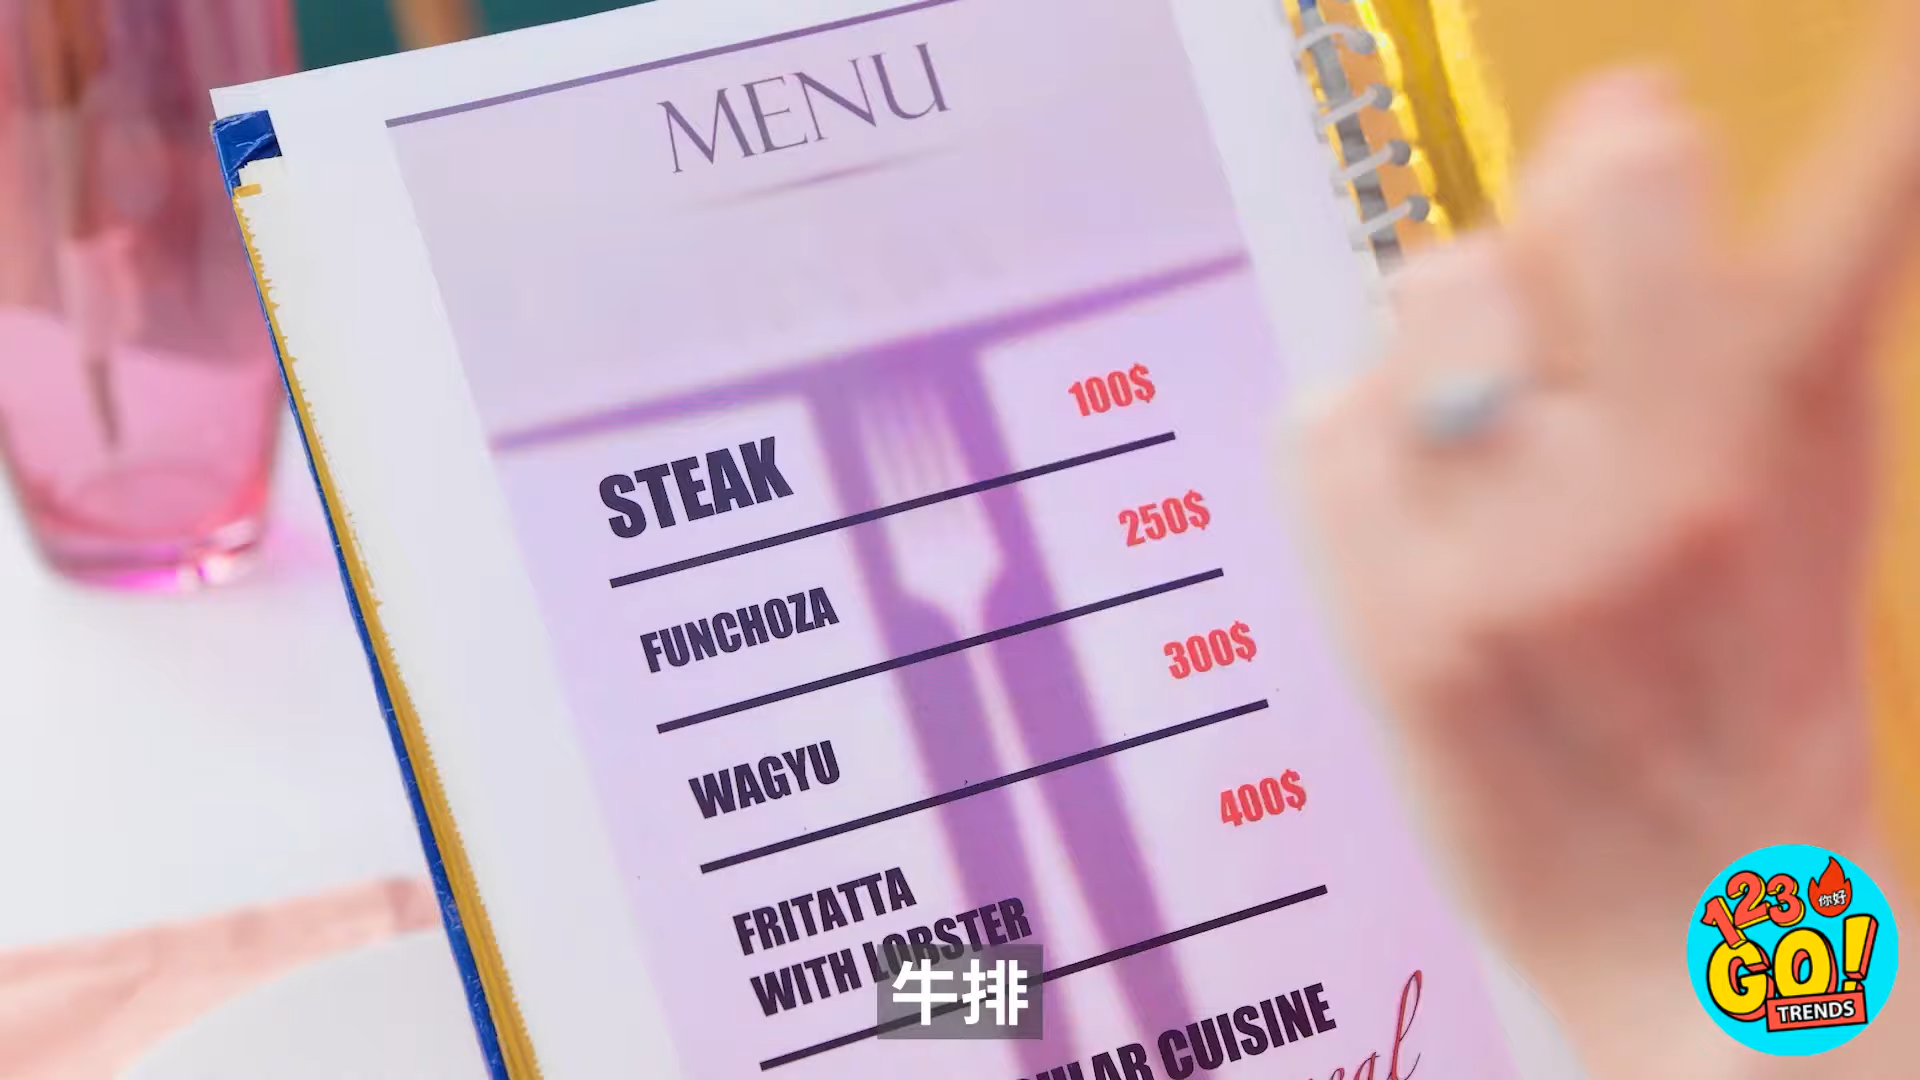 MENU
STEAK 100$
FUNCHOZA 250$
WAGYU 300$
FRITATTA
WITH LOBSTER 400$
CUISINE
牛排
123
你好
GO!
TRENDS